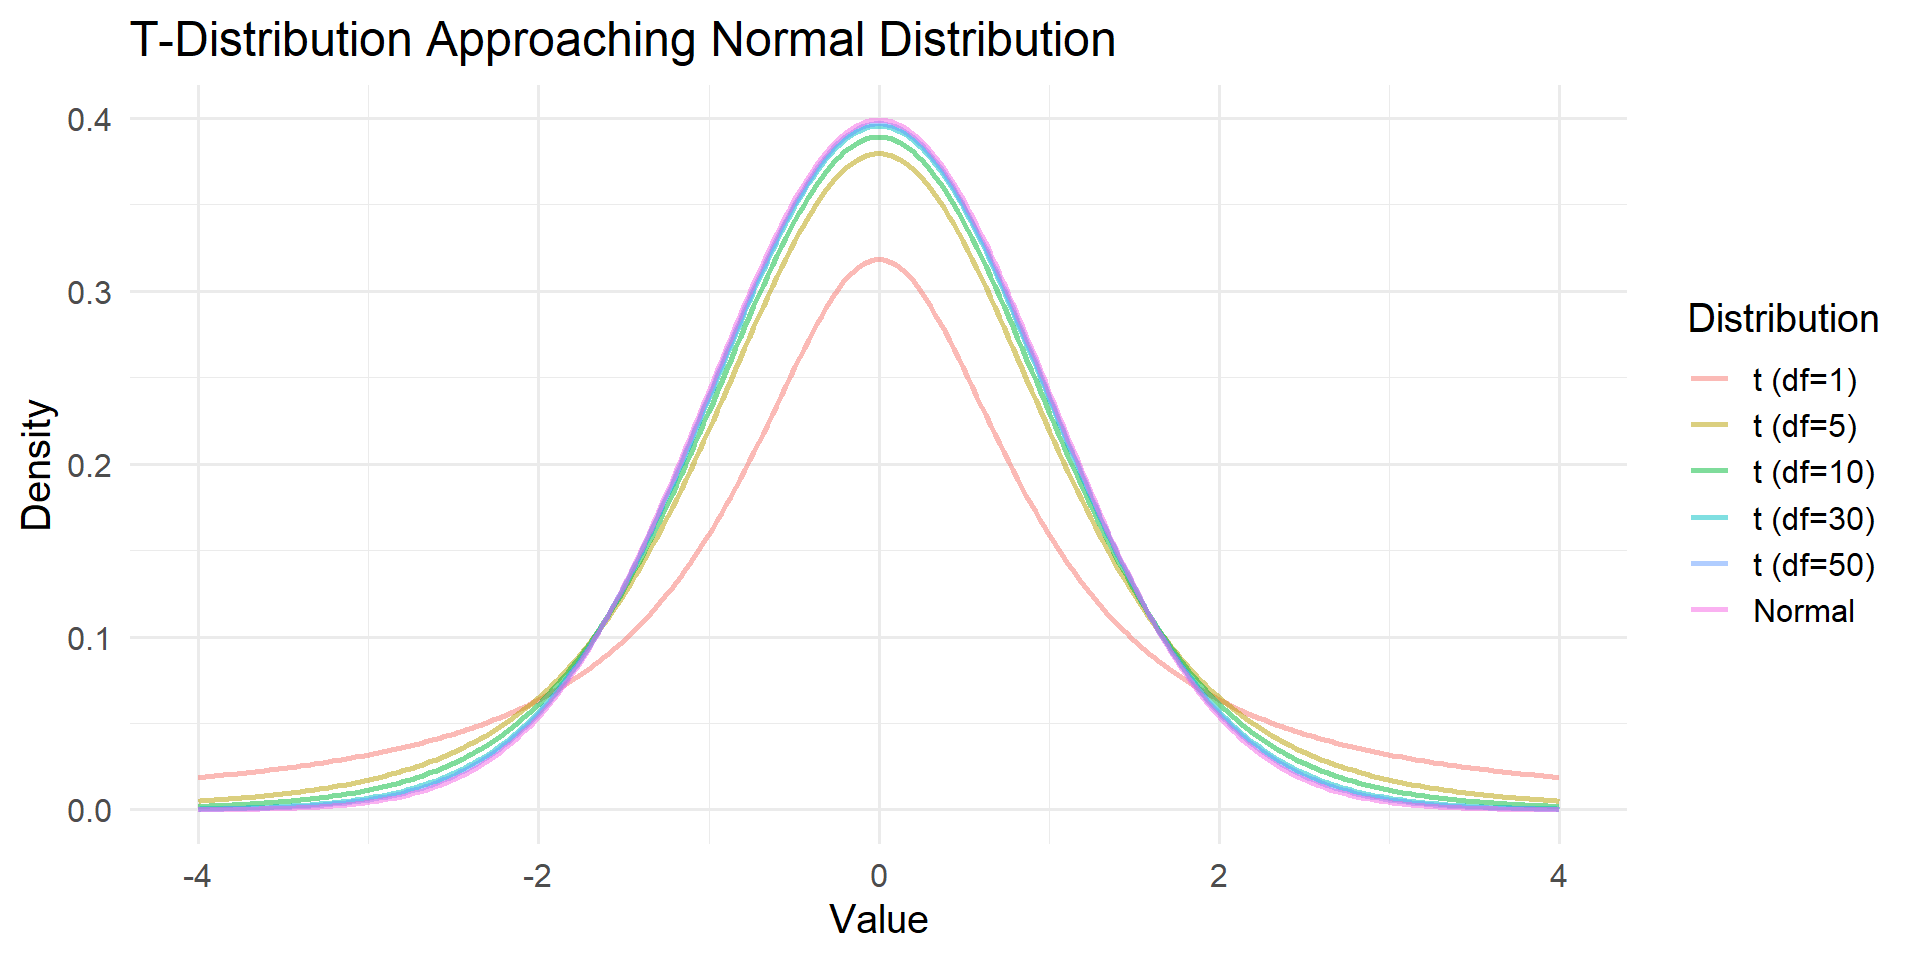 T-Distribution Approaching Normal Distribution
0.4
0.3
0.2
0.1
0.0
Density
-4
-2
0
2
4
Value
Distribution
t (df=1)
t (df=5)
t (df=10)
t (df=30)
t (df=50)
Normal